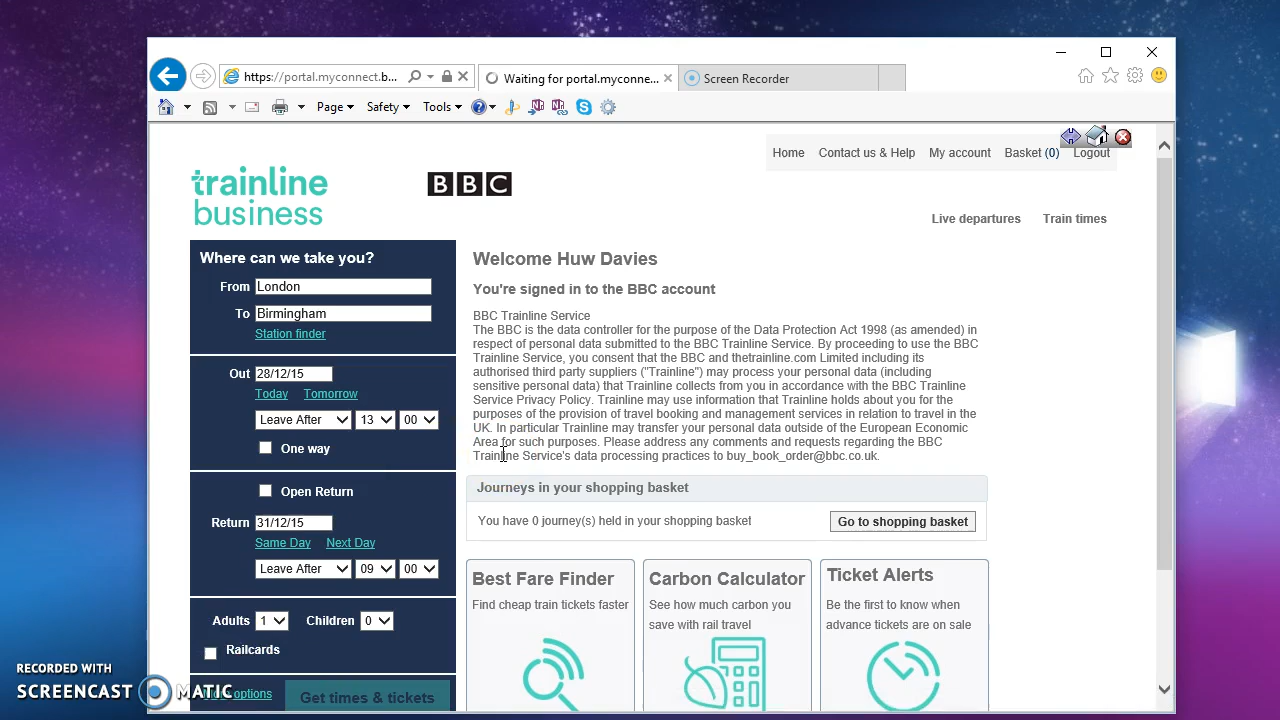 https://portal.myconnect.b...
Waiting for portal.myconne...
Screen Recorder
Page
Safety
Tools
Home
Contact us & Help
My account
Basket (0)
Logout
trainline
business
BBC
Live departures
Train times
Where can we take you?
From London
To Birmingham
Station finder
Out 28/12/15
Today Tomorrow
Leave After 13 00
One way
Open Return
Return 31/12/15
Same Day Next Day
Leave After 09 00
Adults 1 Children 0
Railcards
options
Get times & tickets
Welcome Huw Davies
You're signed in to the BBC account
BBC Trainline Service
The BBC is the data controller for the purpose of the Data Protection Act 1998 (as amended) in
respect of personal data submitted to the BBC Trainline Service. By proceeding to use the BBC
Trainline Service, you consent that the BBC and thetrainline.com Limited including its
authorised third party suppliers ("Trainline") may process your personal data (including
sensitive personal data) that Trainline collects from you in accordance with the BBC Trainline
Service Privacy Policy. Trainline may use information that Trainline holds about you for the
purposes of the provision of travel booking and management services in relation to travel in the
UK. In particular Trainline may transfer your personal data outside of the European Economic
Area for such purposes. Please address any comments and requests regarding the BBC
Trainline Service's data processing practices to buy_book_order@bbc.co.uk.
Journeys in your shopping basket
You have 0 journey(s) held in your shopping basket
Go to shopping basket
Best Fare Finder
Find cheap train tickets faster
Carbon Calculator
See how much carbon you
save with rail travel
Ticket Alerts
Be the first to know when
advance tickets are on sale
RECORDED WITH
SCREENCAST MATIC